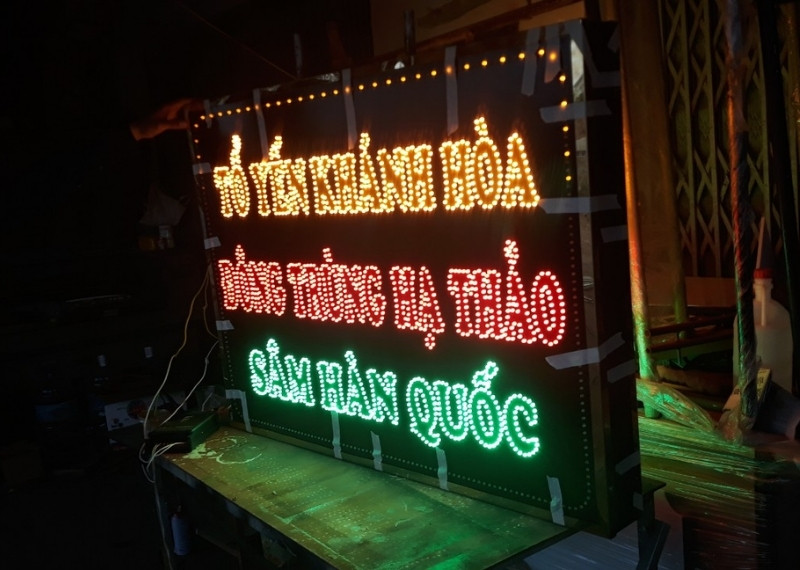 TỔ YẾN KHÁNH HÒA
ĐÔNG TRÙNG HẠ THẢO
SÂM HÀN QUỐC